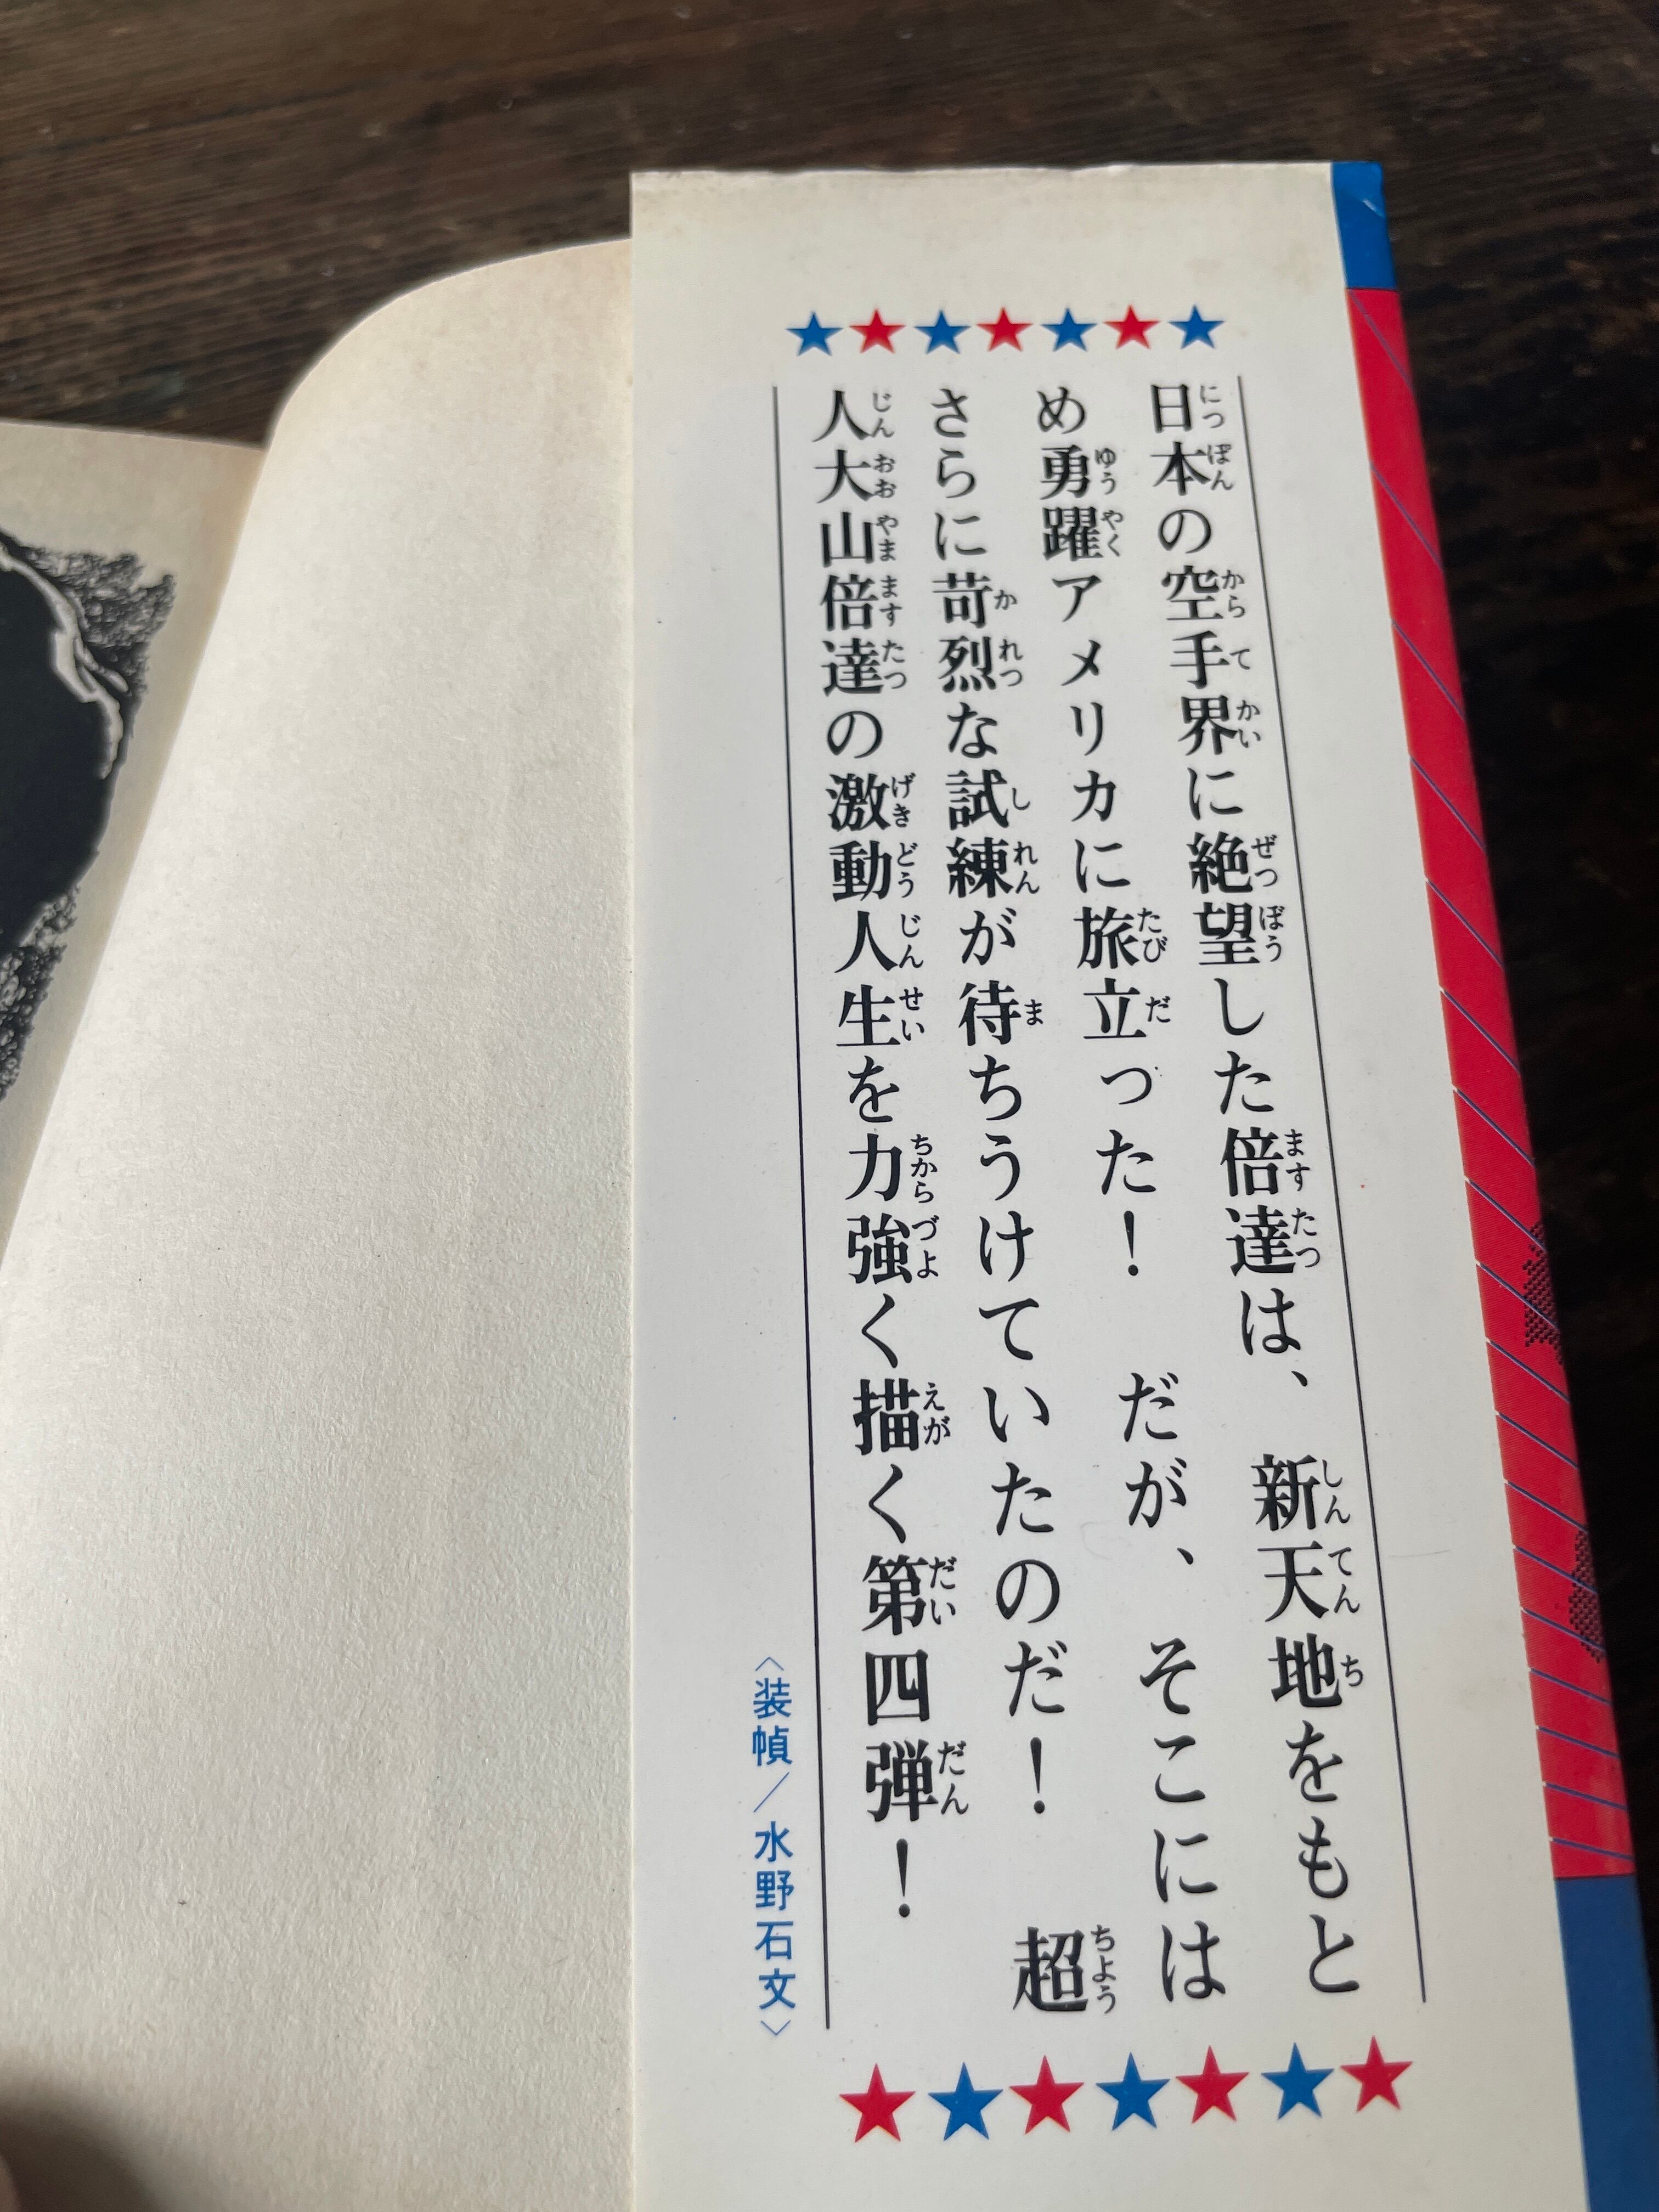 日本の空手界に絶望した倍達は、新天地をもと
め勇躍アメリカに旅立った！　だが、そこには
さらに苛烈な試練が待ちうけていたのだ！　超
人大山倍達の激動人生を力強く描く第四弾！
〈装幀／水野石文〉